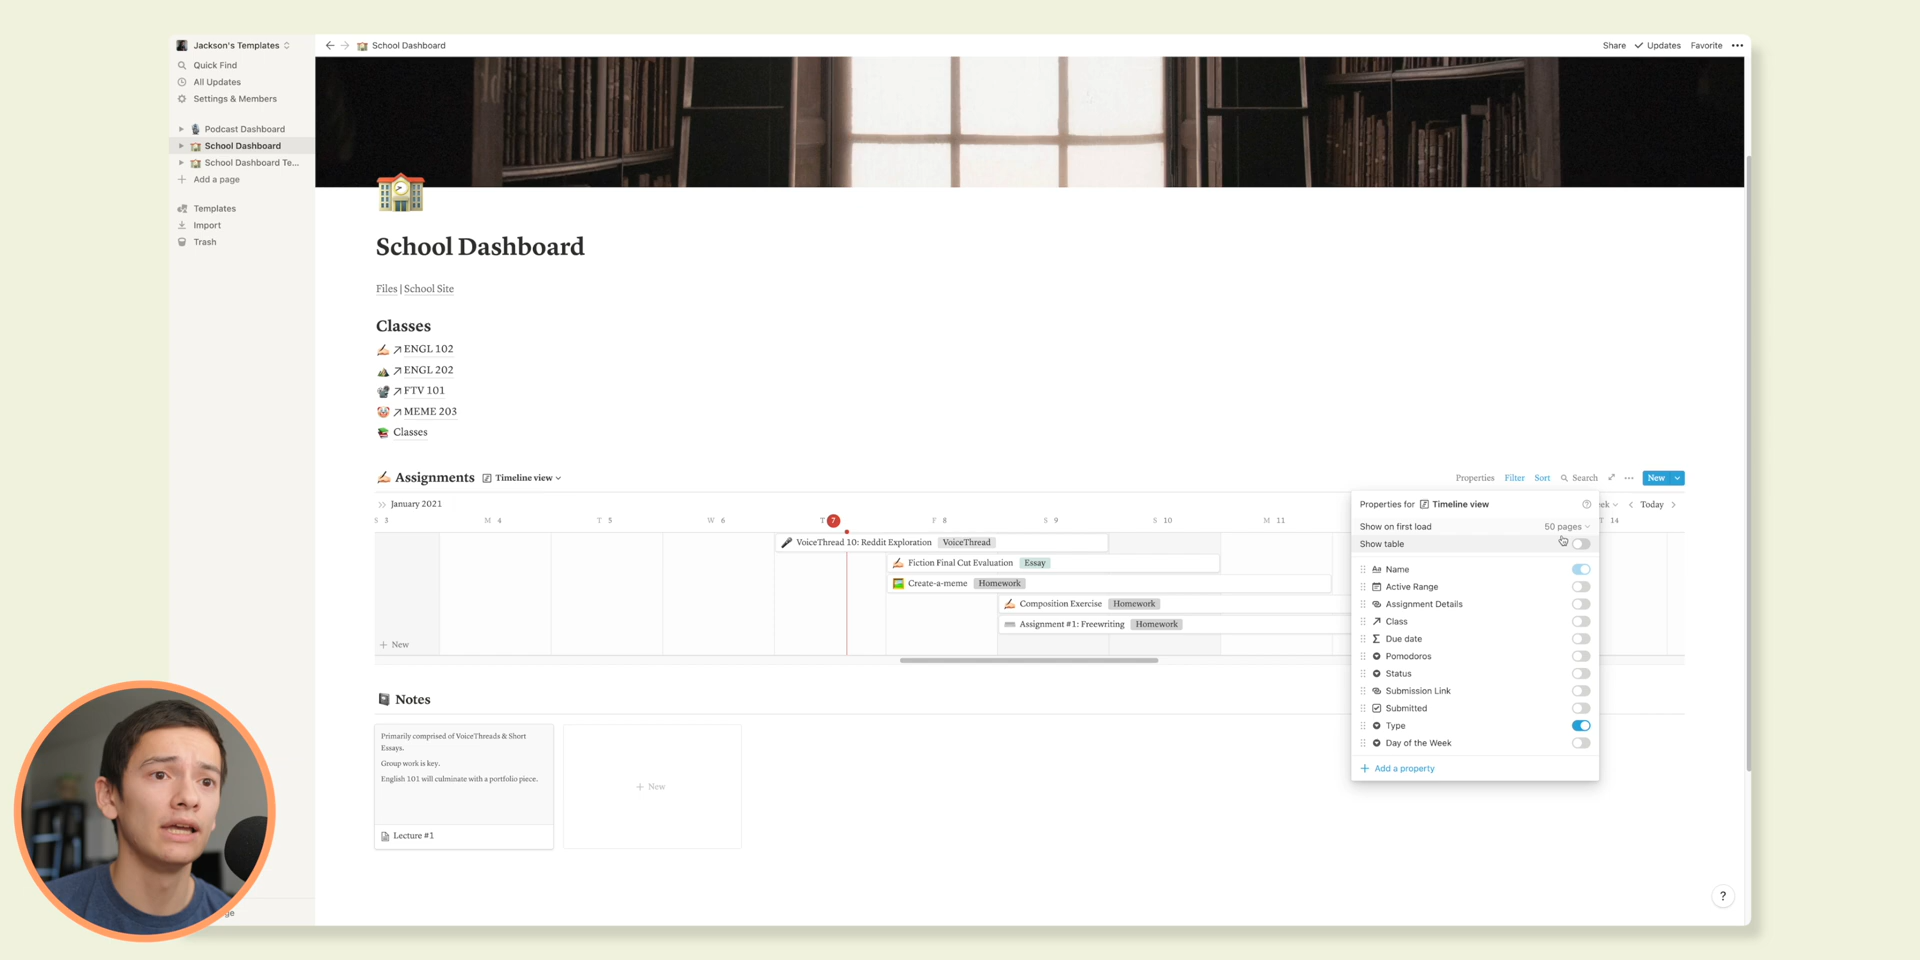 Jackson's Templates
Quick Find
All Updates
Settings & Members
Podcast Dashboard
School Dashboard
School Dashboard Te...
Add a page
Templates
Import
Trash
School Dashboard
Share
Updates
Favorite
School Dashboard
Files | School Site
Classes
ENGL 102
ENGL 202
FTV 101
MEME 203
Classes
Assignments
Timeline view
Properties
Filter
Sort
Search
New
January 2021
Today
S 3
M 4
T 5
W 6
T 7
F 8
S 9
S 10
M 11
T 14
VoiceThread 10: Reddit Exploration VoiceThread
Fiction Final Cut Evaluation Essay
Create-a-meme Homework
Composition Exercise Homework
Assignment #1: Freewriting Homework
+ New
Properties for Timeline view
Show on first load 50 pages
Show table
Name
Active Range
Assignment Details
Class
Due date
Pomodoros
Status
Submission Link
Submitted
Type
Day of the Week
+ Add a property
Notes
Primarily comprised of VoiceThreads & Short
Essays.
Group work is key.
English 101 will culminate with a portfolio piece.
Lecture #1
+ New
?